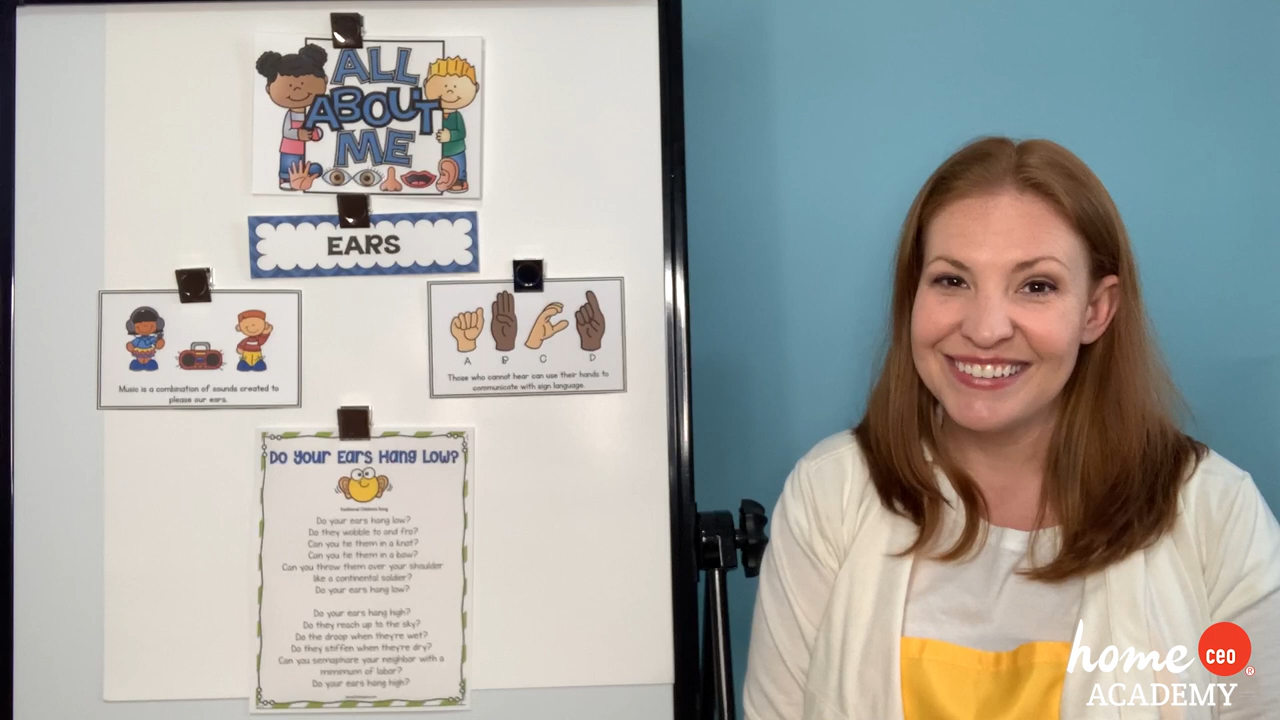 ALL
ABOUT
ME
EARS
Music is a combination of sounds created to
please our ears.
A B C D
Those who cannot hear can use their hands to
communicate with sign language.
Do Your Ears Hang Low?
Traditional Children's Song
Do your ears hang low?
Do they wobble to and fro?
Can you tie them in a knot?
Can you tie them in a bow?
Can you throw them over your shoulder
like a continental soldier?
Do your ears hang low?
Do your ears hang high?
Do they reach up to the sky?
Do the droop when they're wet?
Do they stiffen when they're dry?
Can you semaphore your neighbor with a
minimum of labor?
Do your ears hang high?
home CEO ®
ACADEMY